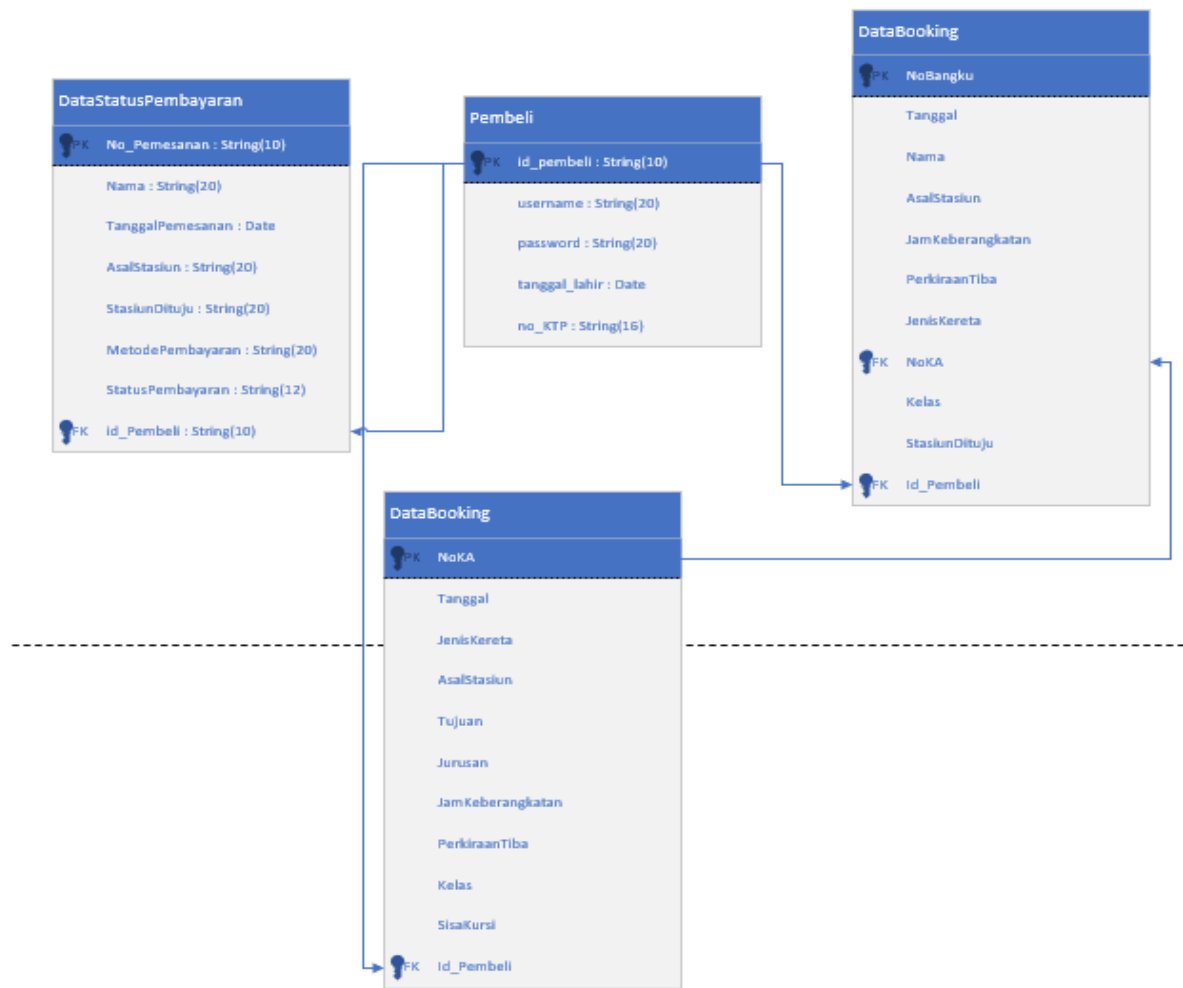 DataStatusPembayaran
PK No_Pemesanan : String(10)
Nama : String(20)
TanggalPemesanan : Date
AsalStasiun : String(20)
StasiunDituju : String(20)
MetodePembayaran : String(20)
StatusPembayaran : String(12)
FK id_Pembeli : String(10)
Pembeli
PK id_pembeli : String(10)
username : String(20)
password : String(20)
tanggal_lahir : Date
no_KTP : String(16)
DataBooking
PK NoBangku
Tanggal
Nama
AsalStasiun
JamKeberangkatan
PerkiraanTiba
JenisKereta
FK NoKA
Kelas
StasiunDituju
FK Id_Pembeli
DataBooking
PK NoKA
Tanggal
JenisKereta
AsalStasiun
Tujuan
Jurusan
JamKeberangkatan
PerkiraanTiba
Kelas
SisaKursi
FK Id_Pembeli